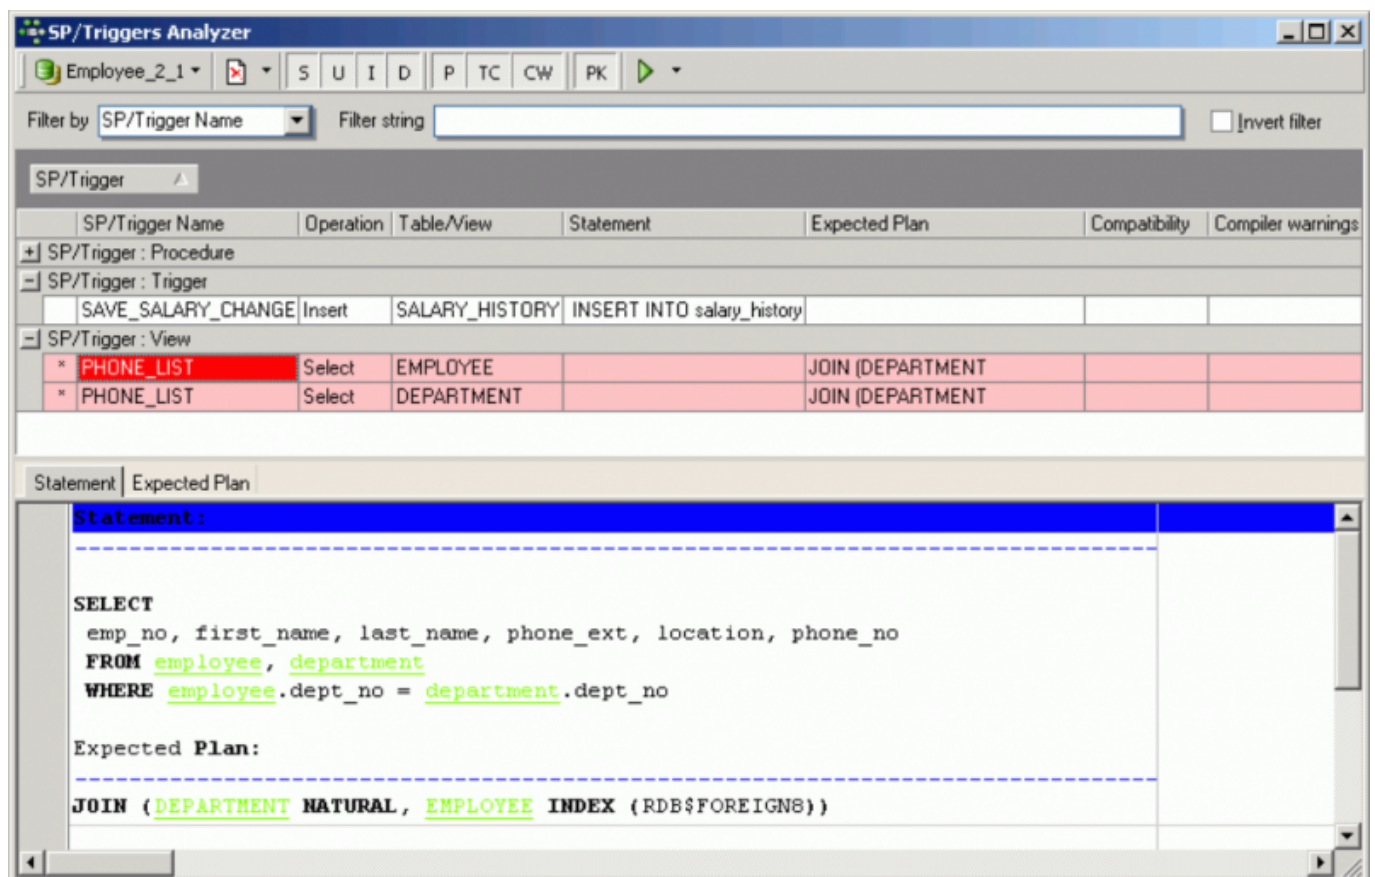 SP/Triggers Analyzer
Employee_2_1 S U I D P TC CW PK
Filter by SP/Trigger Name Filter string Invert filter
SP/Trigger
SP/Trigger Name Operation Table/View Statement Expected Plan Compatibility Compiler warnings
SP/Trigger : Procedure
SP/Trigger : Trigger
SAVE_SALARY_CHANGE Insert SALARY_HISTORY INSERT INTO salary_history
SP/Trigger : View
* PHONE_LIST Select EMPLOYEE JOIN (DEPARTMENT
* PHONE_LIST Select DEPARTMENT JOIN (DEPARTMENT
Statement Expected Plan
Statement:
--------------------------------------------------------------------------------
SELECT
emp_no, first_name, last_name, phone_ext, location, phone_no
FROM employee, department
WHERE employee.dept_no = department.dept_no
Expected Plan:
--------------------------------------------------------------------------------
JOIN (DEPARTMENT NATURAL, EMPLOYEE INDEX (RDB$FOREIGN8))